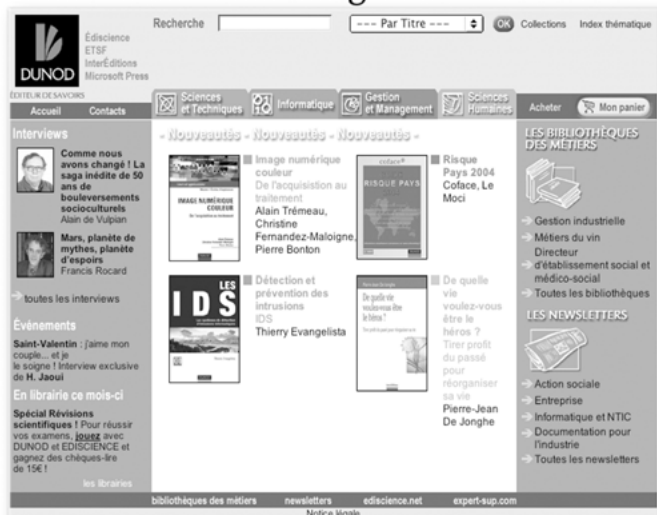 Recherche
--- Par Titre ---
OK
Collections
Index thématique
DUNOD
ÉDITEUR DE SAVOIRS
Édiscience
ETSF
InterÉditions
Microsoft Press
Accueil
Contacts
Sciences
et Techniques
Informatique
Gestion
et Management
Sciences
Humaines
Acheter
Mon panier
Interviews
Comme nous
avons changé ! La
saga inédite de 50
ans de
bouleversements
socioculturels
Alain de Vulpian
Mars, planète de
mythes, planète
d'espoirs
Francis Rocard
toutes les interviews
Événements
Saint-Valentin : j'aime mon
couple... et je
le soigne ! Interview exclusive
de H. Jaoui
En librairie ce mois-ci
Spécial Révisions
scientifiques ! Pour réussir
vos examens, jouez avec
DUNOD et EDISCIENCE et
gagnez des chèques-lire
de 15€ !
les librairies
- Nouveautés - Nouveautés - Nouveautés -
IMAGE NUMÉRIQUE
COULEUR
Image numérique
couleur
De l'acquisition au
traitement
Alain Trémeau,
Christine
Fernandez-Maloigne,
Pierre Bonton
coface
RISQUE PAYS
Risque
Pays 2004
Coface, Le
Moci
LES
IDS
Détection et
prévention des
intrusions
IDS
Thierry Evangelista
De quelle vie
voulez-vous être
le héros ?
De quelle
vie
voulez-vous
être le
héros ?
Tirer profit
du passé
pour
réorganiser
sa vie
Pierre-Jean
De Jonghe
LES BIBLIOTHÈQUES
DES MÉTIERS
Gestion industrielle
Métiers du vin
Directeur
d'établissement social et
médico-social
Toutes les bibliothèques
LES NEWSLETTERS
Action sociale
Entreprise
Informatique et NTIC
Documentation pour
l'industrie
Toutes les newsletters
bibliothèques des métiers
newsletters
ediscience.net
expert-sup.com
Notice légale